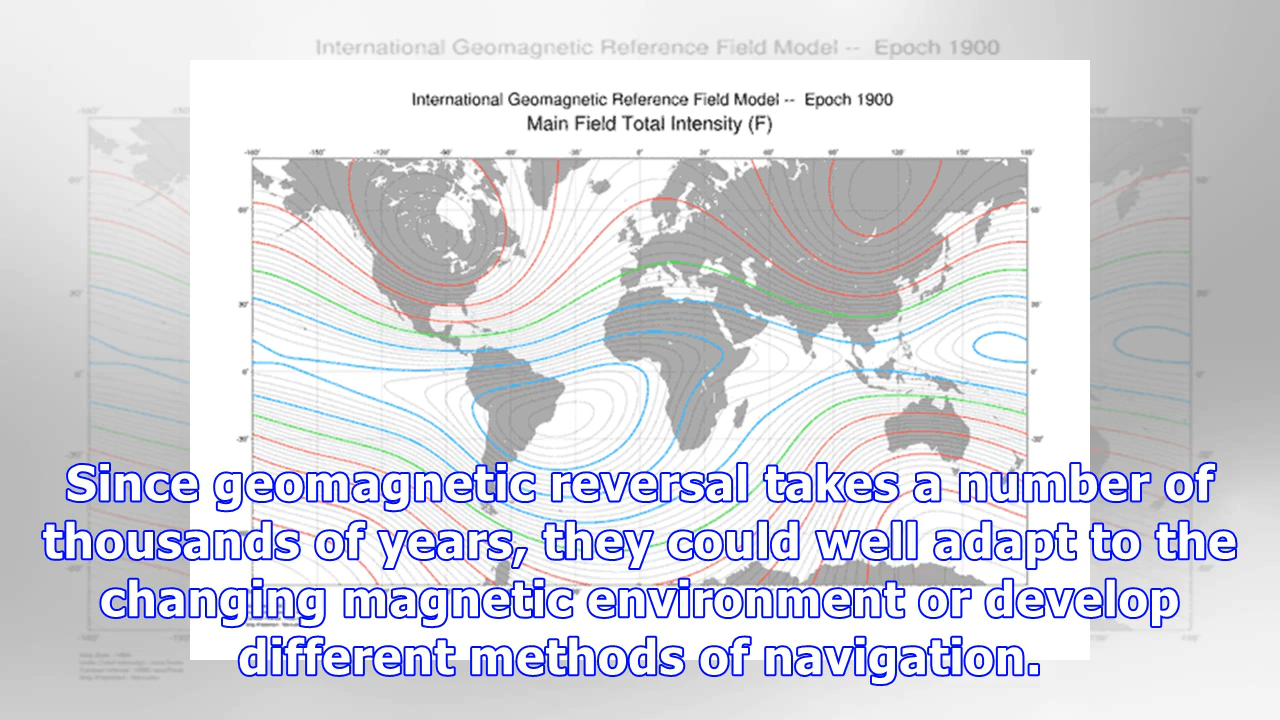 International Geomagnetic Reference Field Model -- Epoch 1900
International Geomagnetic Reference Field Model -- Epoch 1900
Main Field Total Intensity (F)
Since geomagnetic reversal takes a number of
thousands of years, they could well adapt to the
changing magnetic environment or develop
different methods of navigation.